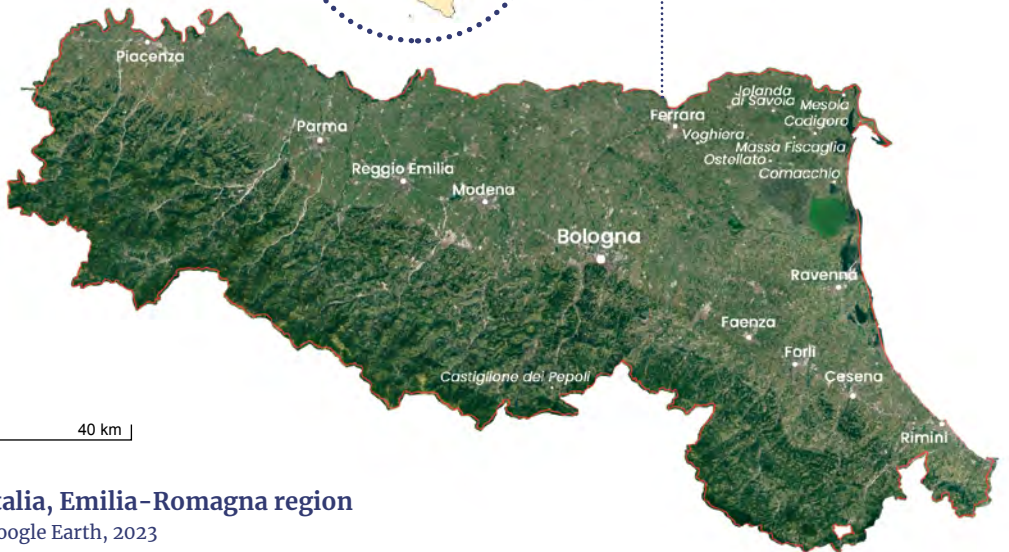 Piacenza
Jolanda
di Savoia
Mesola
Codigoro
Ferrara
Parma
Voghiera
Massa Fiscaglia
Ostellato
Reggio Emilia
Comacchio
Modena
Bologna
Ravenna
Faenza
Forlì
Castiglione dei Pepoli
Cesena
40 km
Rimini
talia, Emilia-Romagna region
oogle Earth, 2023